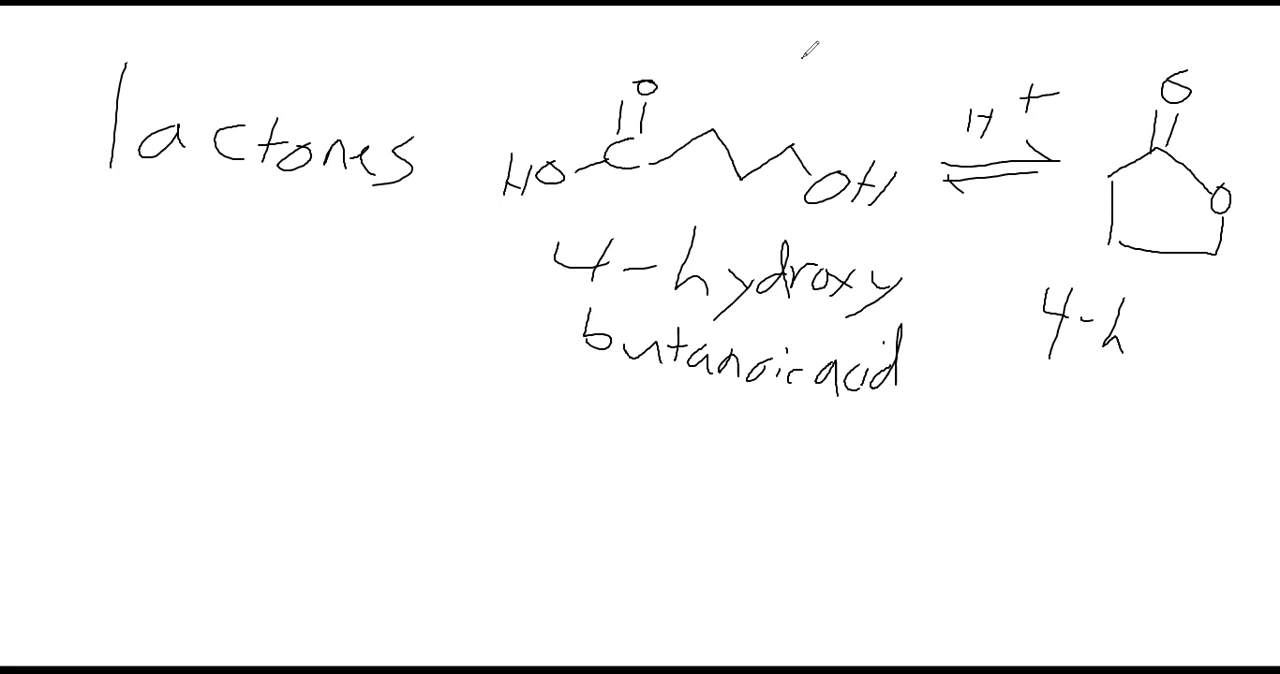 lactones
O
HO C OH
H+
O
O
4-hydroxy
butanoic acid
4-h